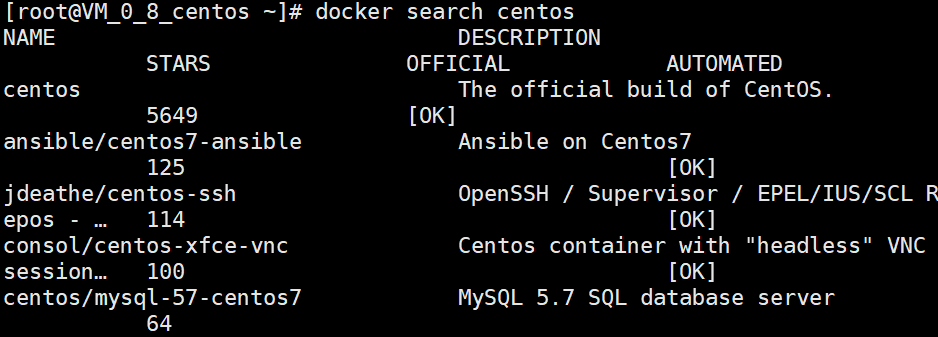 [root@VM_0_8_centos ~]# docker search centos
NAME DESCRIPTION
STARS OFFICIAL AUTOMATED
centos The official build of CentOS.
5649 [OK]
ansible/centos7-ansible Ansible on Centos7
125 [OK]
jdeathe/centos-ssh OpenSSH / Supervisor / EPEL/IUS/SCL R
epos - … 114 [OK]
consol/centos-xfce-vnc Centos container with "headless" VNC
session… 100 [OK]
centos/mysql-57-centos7 MySQL 5.7 SQL database server
64